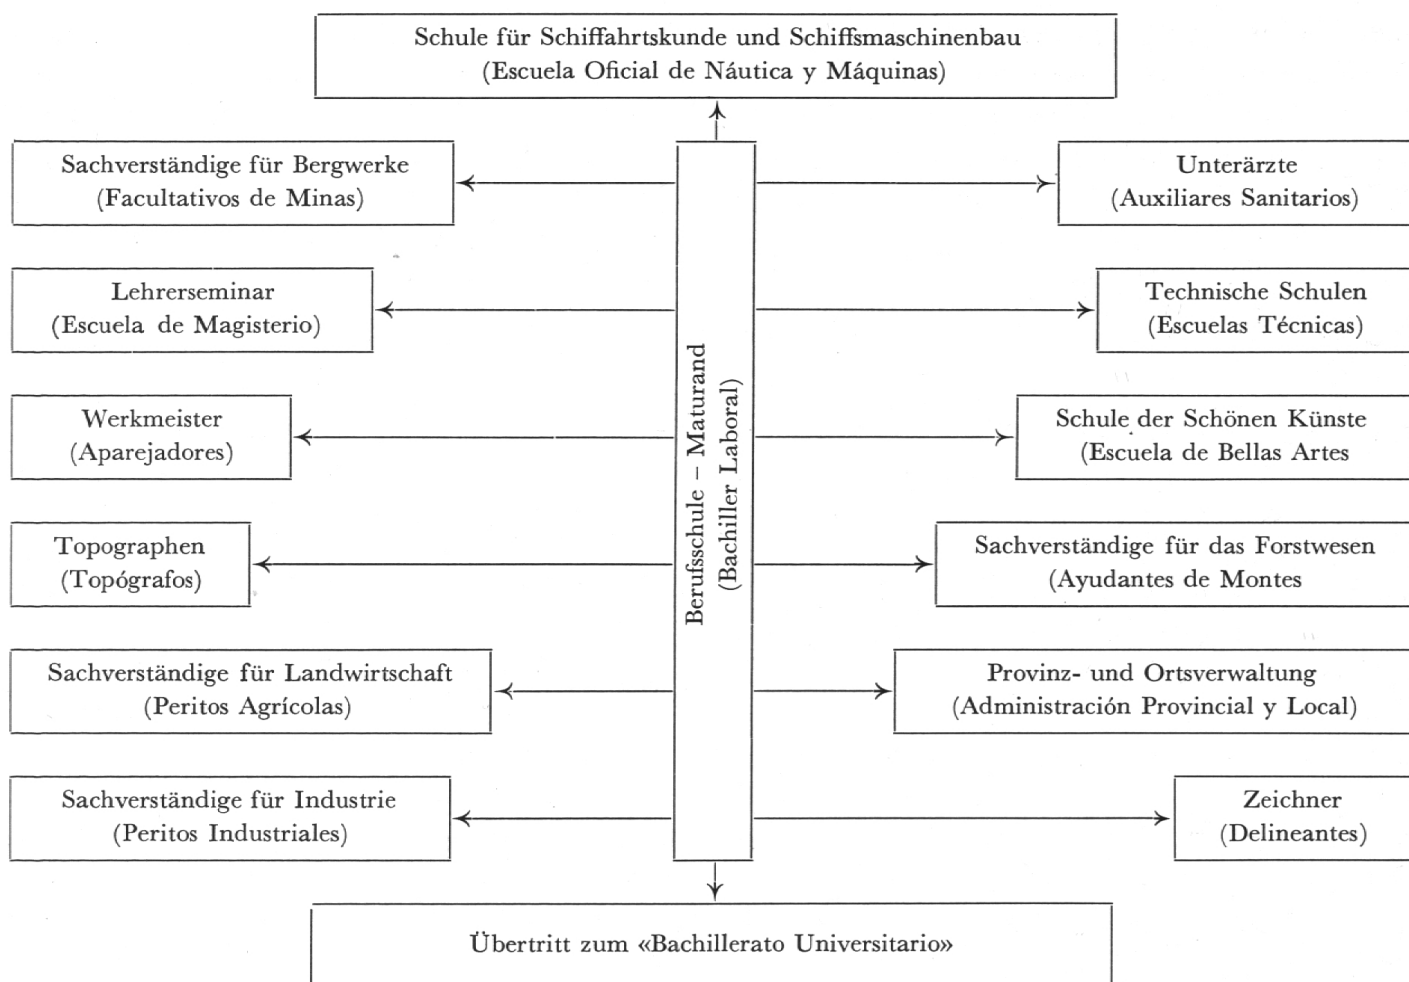 Schule für Schiffahrtskunde und Schiffsmaschinenbau
(Escuela Oficial de Náutica y Máquinas)
Sachverständige für Bergwerke
(Facultativos de Minas)
Unterärzte
(Auxiliares Sanitarios)
Lehrerseminar
(Escuela de Magisterio)
Technische Schulen
(Escuelas Técnicas)
Werkmeister
(Aparejadores)
Berufsschule – Maturand
(Bachiller Laboral)
Schule der Schönen Künste
(Escuela de Bellas Artes
Topographen
(Topógrafos)
Sachverständige für das Forstwesen
(Ayudantes de Montes
Sachverständige für Landwirtschaft
(Peritos Agrícolas)
Provinz- und Ortsverwaltung
(Administración Provincial y Local)
Sachverständige für Industrie
(Peritos Industriales)
Zeichner
(Delineantes)
Übertritt zum «Bachillerato Universitario»